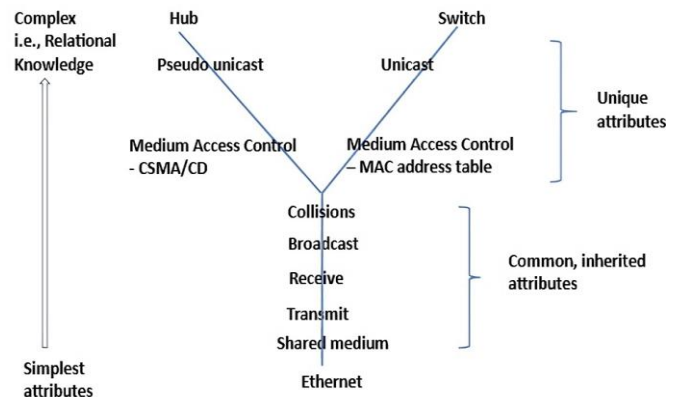 Complex
i.e., Relational
Knowledge
Hub
Switch
Pseudo unicast
Unicast
Unique
attributes
Medium Access Control
- CSMA/CD
Medium Access Control
– MAC address table
Collisions
Broadcast
Receive
Transmit
Shared medium
Common, inherited
attributes
Simplest
attributes
Ethernet